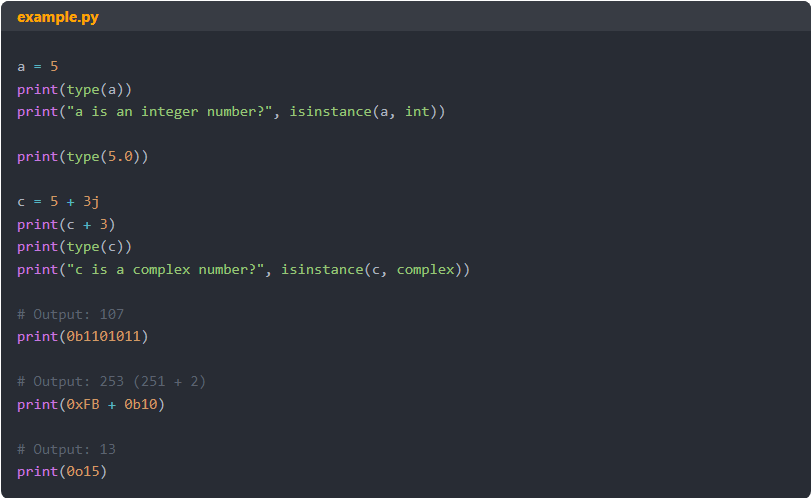 example.py
a = 5
print(type(a))
print("a is an integer number?", isinstance(a, int))
print(type(5.0))
c = 5 + 3j
print(c + 3)
print(type(c))
print("c is a complex number?", isinstance(c, complex))
# Output: 107
print(0b1101011)
# Output: 253 (251 + 2)
print(0xFB + 0b10)
# Output: 13
print(0o15)